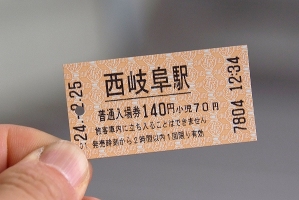 西岐阜駅
普通入場券140円小児70円
旅客車内に立ち入ることはできません
発売時刻から2時間以内1回限り有効
24.-2.25
7804 12:34
01